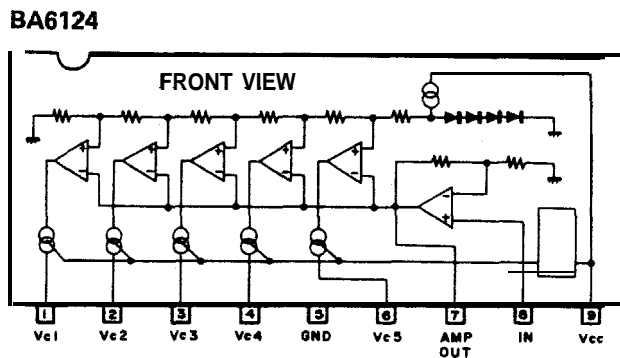 BA6124
FRONT VIEW
1 2 3 4 5 6 7 8 9
Vc1 Vc2 Vc3 Vc4 GND Vc5 AMP OUT IN Vcc